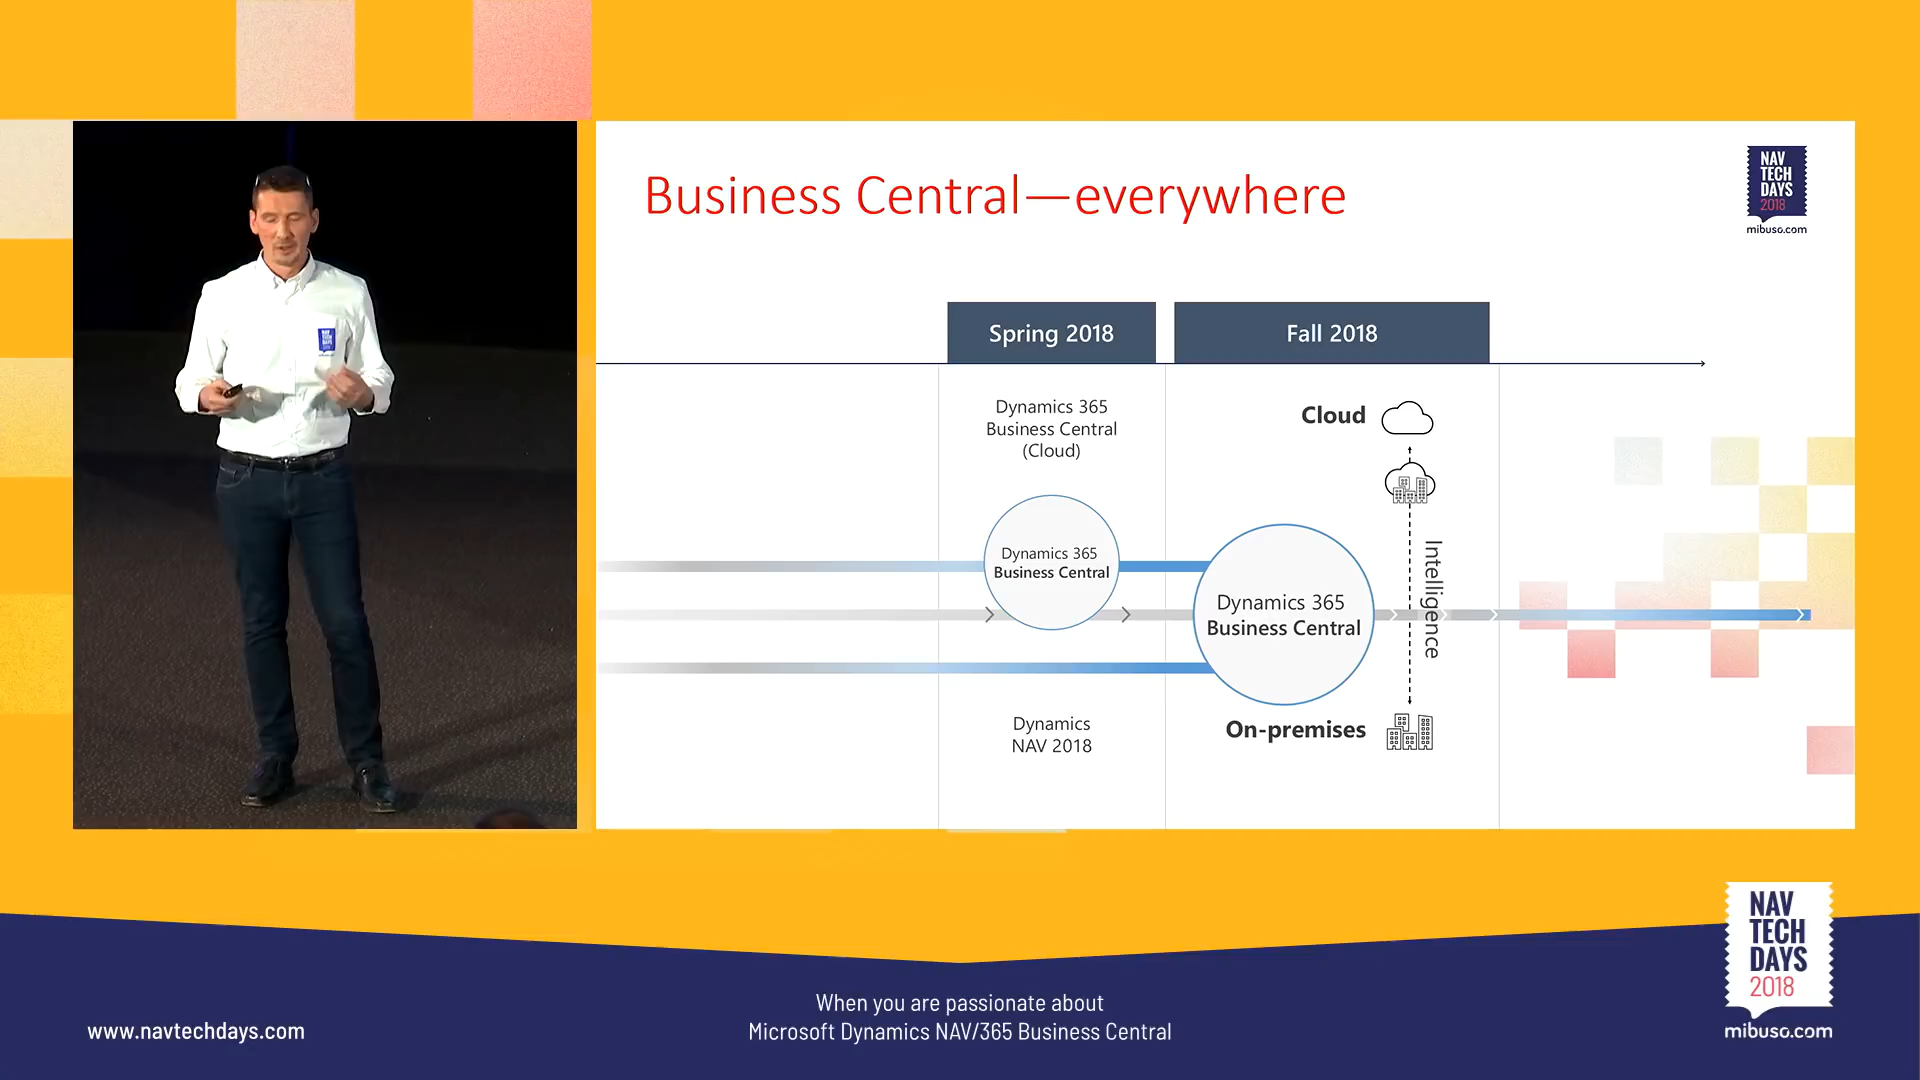 Business Central—everywhere
NAV
TECH
DAYS
2018
mibuso.com
Spring 2018
Fall 2018
Dynamics 365
Business Central
(Cloud)
Cloud
Dynamics 365
Business Central
Dynamics 365
Business Central
Intelligence
Dynamics
NAV 2018
On-premises
NAV
TECH
DAYS
2018
mibuso.com
When you are passionate about
Microsoft Dynamics NAV/365 Business Central
www.navtechdays.com